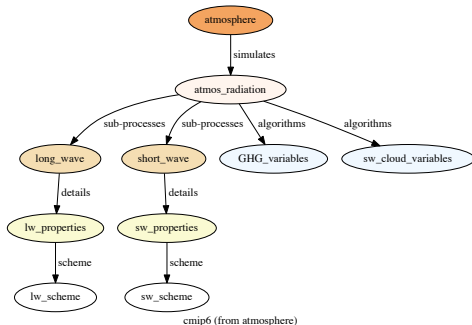 atmosphere
simulates
atmos_radiation
sub-processes sub-processes algorithms algorithms
long_wave short_wave GHG_variables sw_cloud_variables
details details
lw_properties sw_properties
scheme scheme
lw_scheme sw_scheme
cmip6 (from atmosphere)